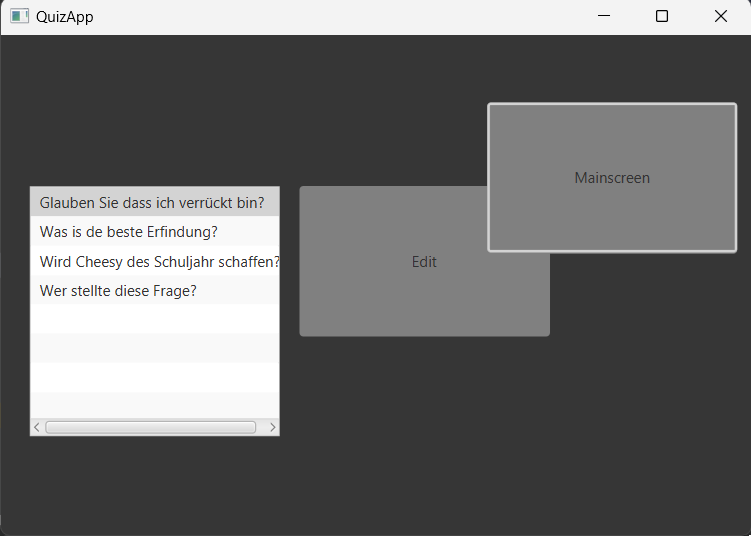 QuizApp
Mainscreen
Glauben Sie dass ich verrückt bin?
Was is de beste Erfindung?
Wird Cheesy des Schuljahr schaffen?
Wer stellte diese Frage?
Edit